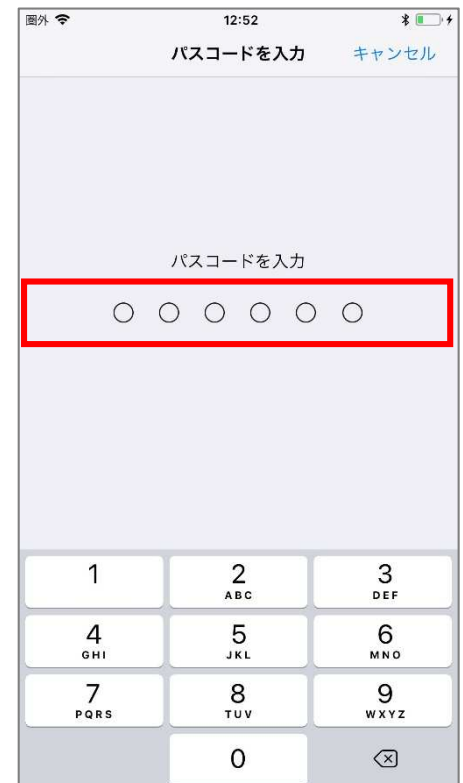 圏外 12:52
パスコードを入力 キャンセル
パスコードを入力
1 2 3
ABC DEF
4 5 6
GHI JKL MNO
7 8 9
PQRS TUV WXYZ
0